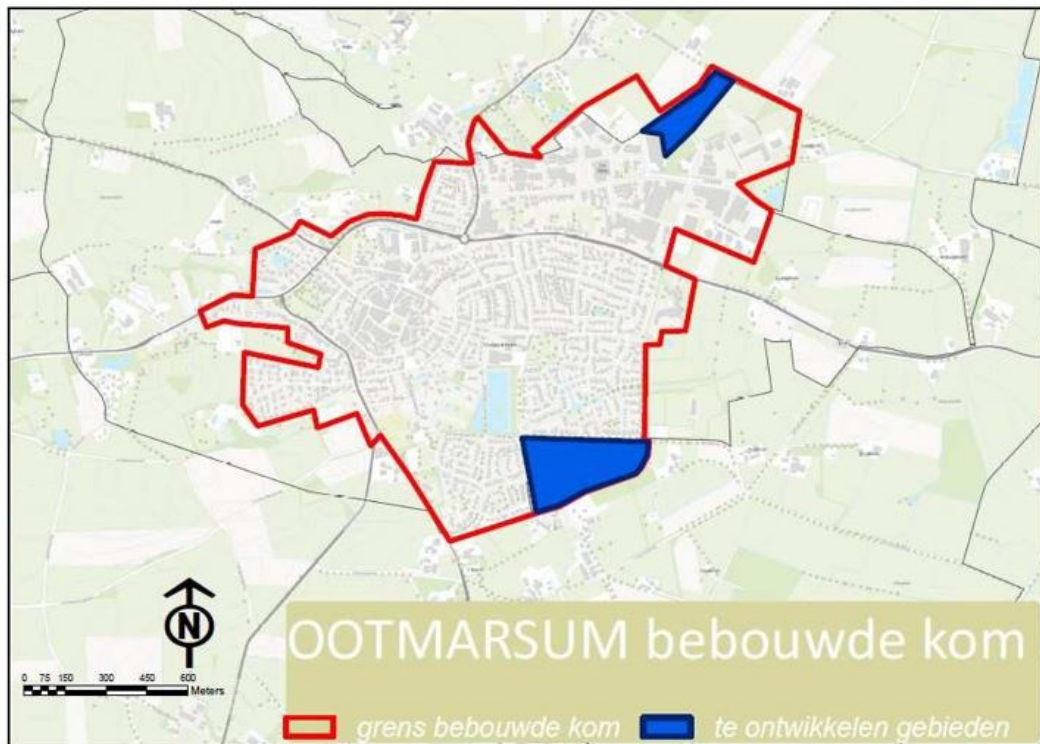 N
0 75 150 300 450 600
Meters
OOTMARSUM bebouwde kom
grens bebouwde kom te ontwikkelen gebieden